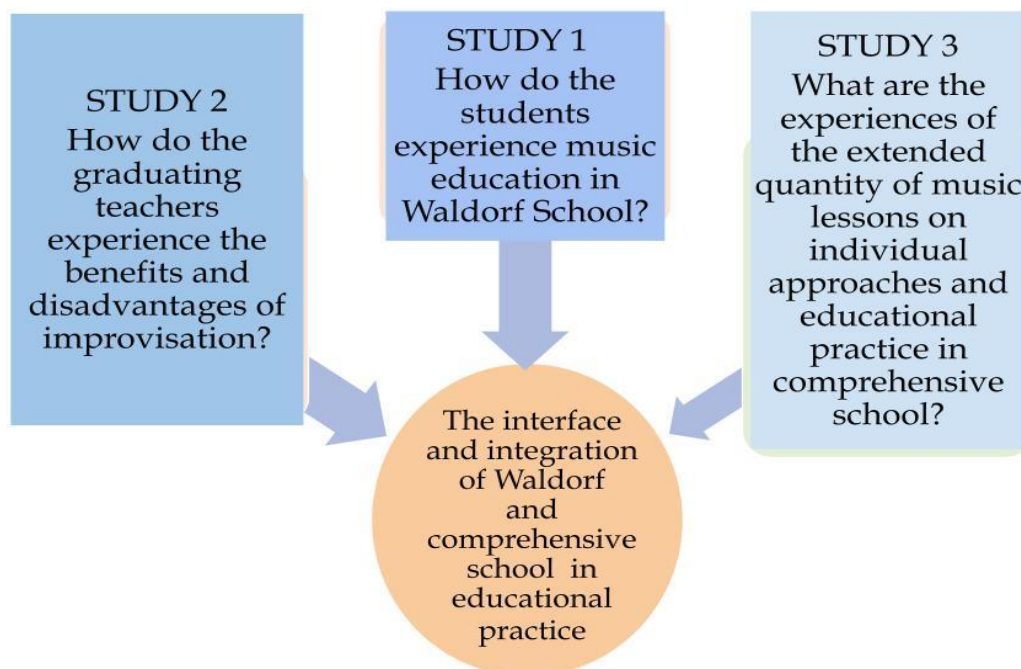 STUDY 2
How do the
graduating
teachers
experience the
benefits and
disadvantages of
improvisation?
STUDY 1
How do the
students
experience music
education in
Waldorf School?
STUDY 3
What are the
experiences of
the extended
quantity of music
lessons on
individual
approaches and
educational
practice in
comprehensive
school?
The interface
and integration
of Waldorf
and
comprehensive
school in
educational
practice